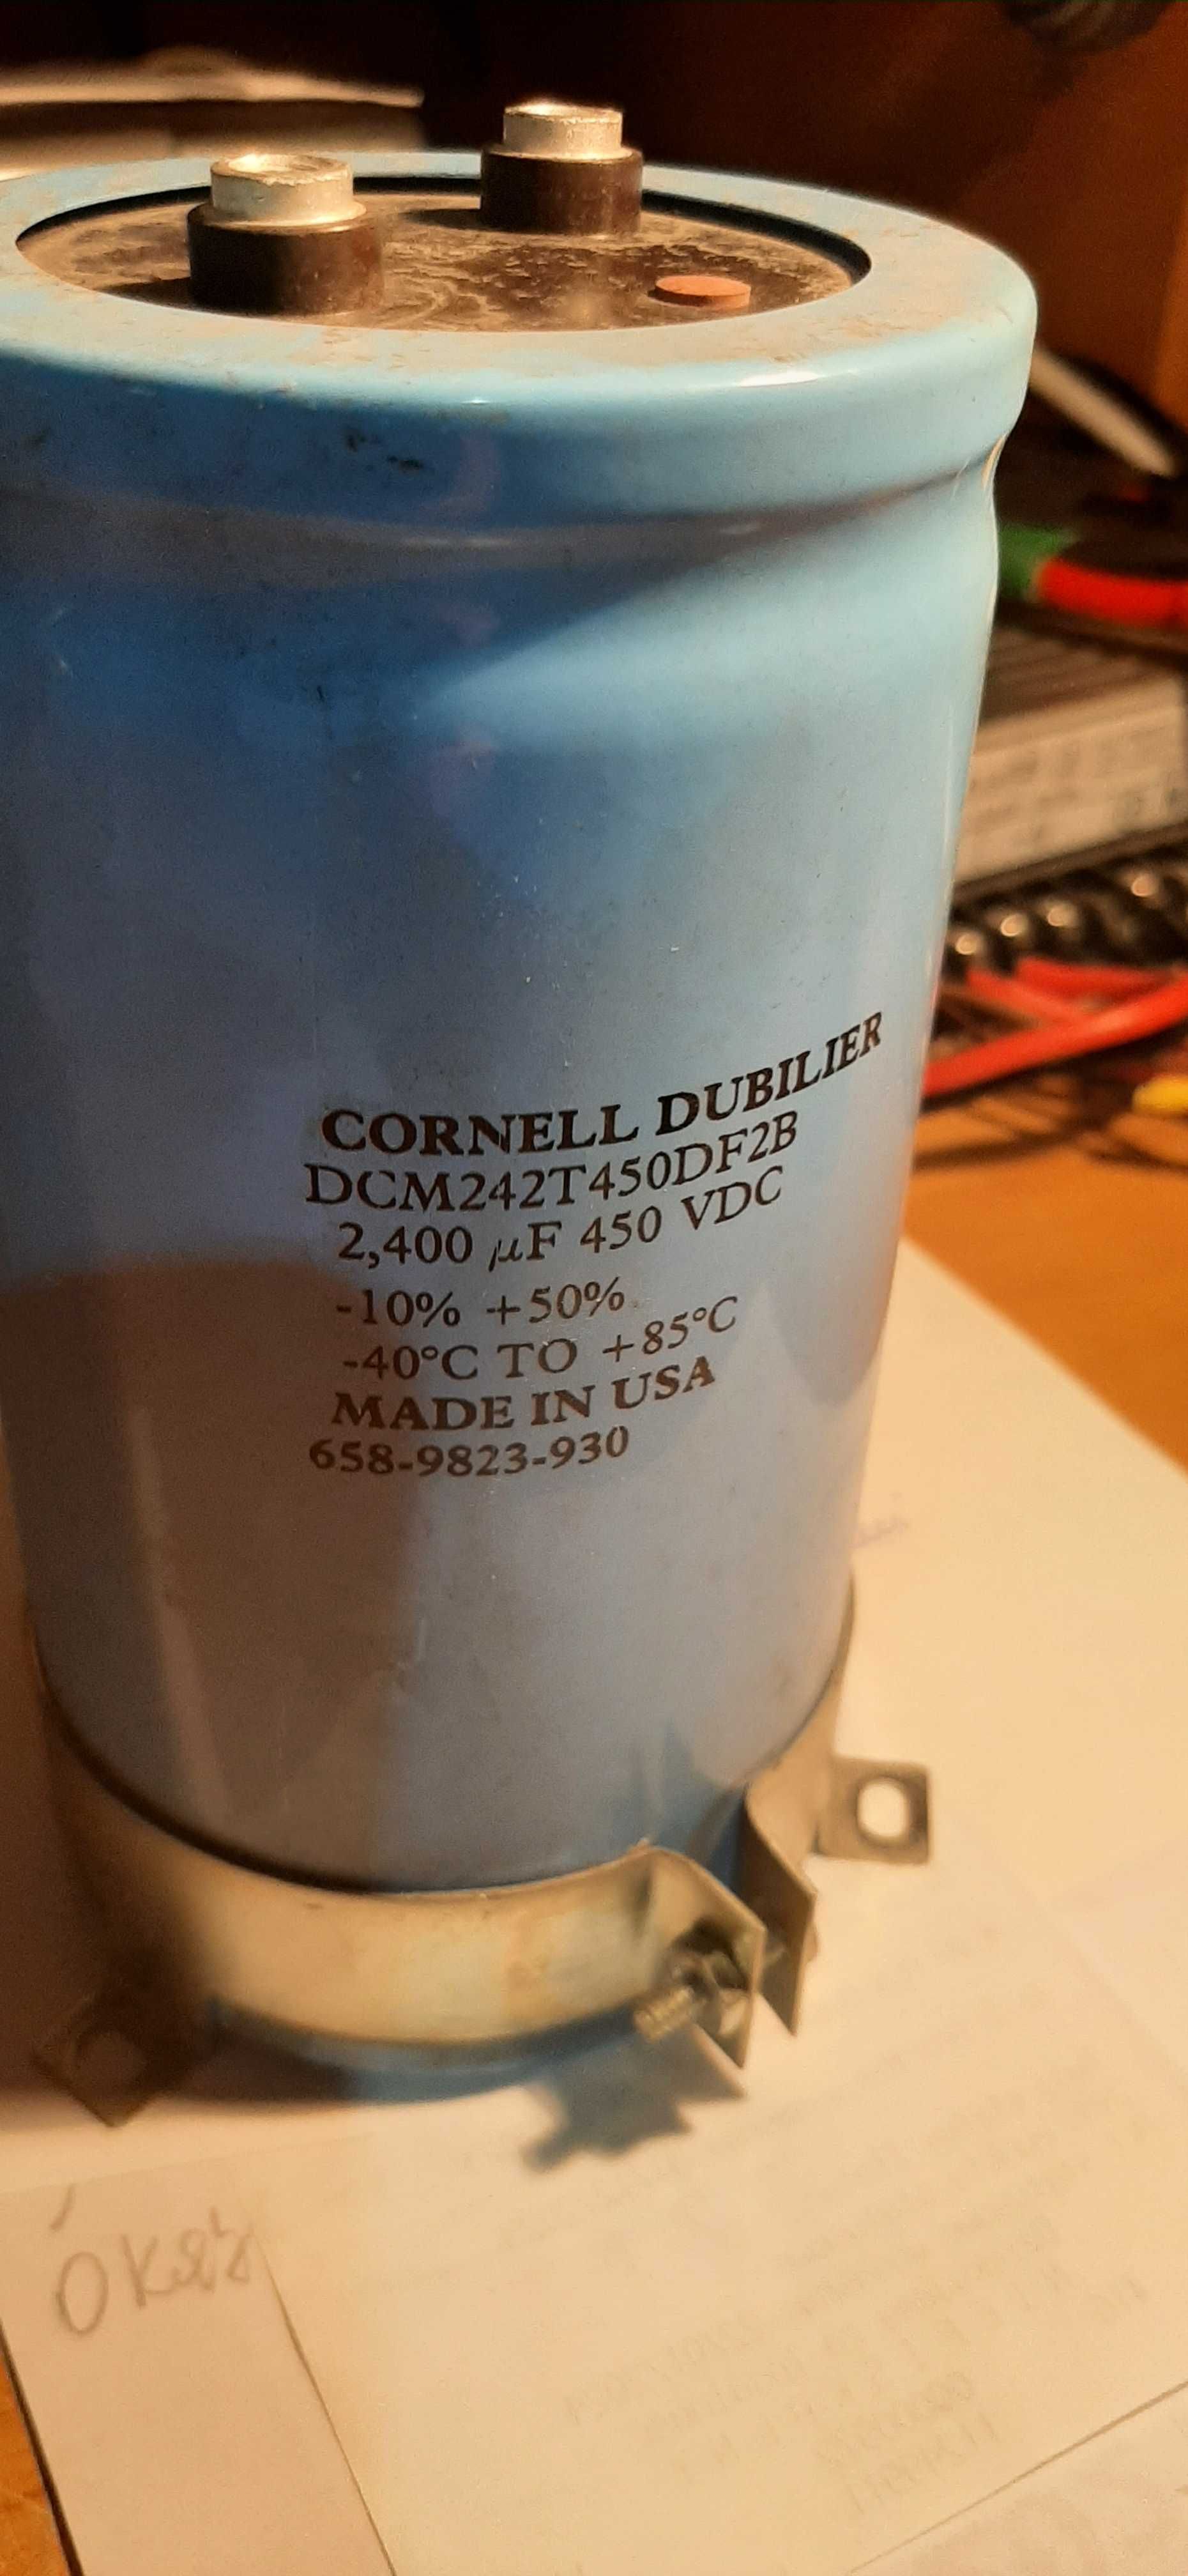 CORNELL DUBILIER
DCM242T450DF2B
2,400 µF 450 VDC
-10% +50%
-40°C TO +85°C
MADE IN USA
658-9823-930